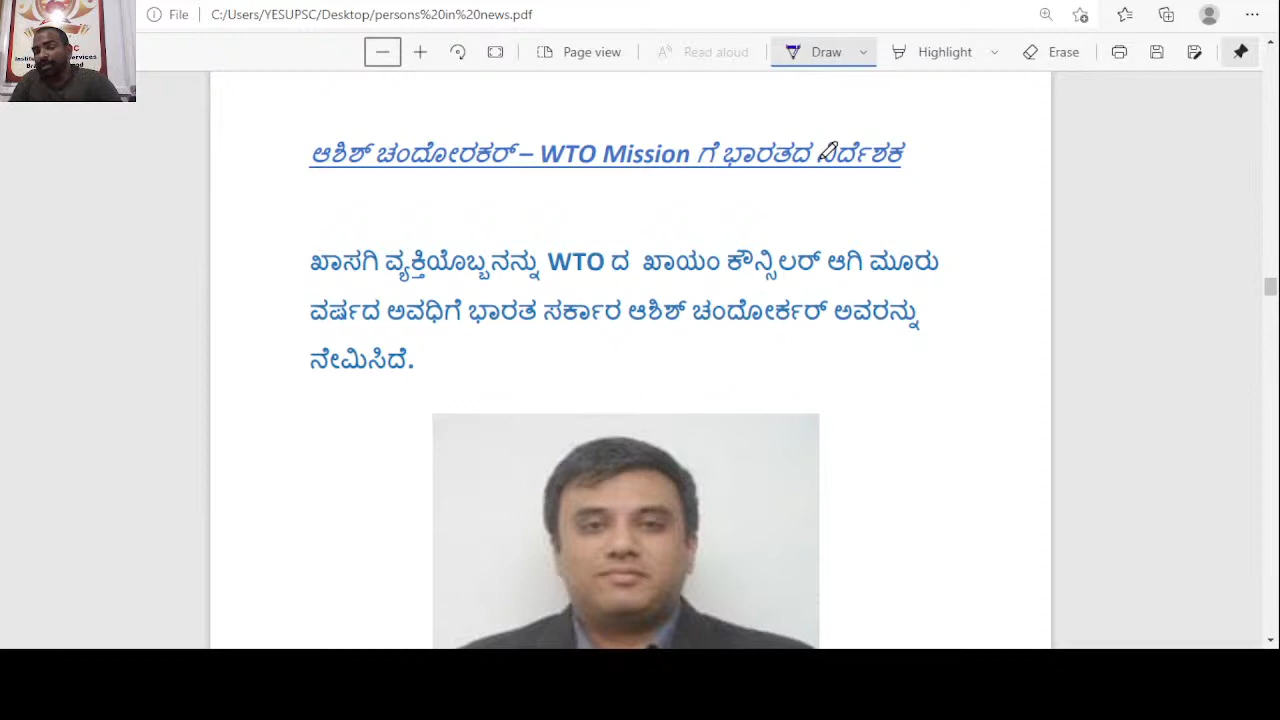 File C:/Users/YESUPSC/Desktop/persons%20in%20news.pdf
Page view Read aloud Draw Highlight Erase
ಆಶಿಶ್ ಚಂದೋರಕರ್ – WTO Mission ಗೆ ಭಾರತದ
ಖಾಸಗಿ ವ್ಯಕ್ತಿಯೊಬ್ಬನನ್ನು WTO ದ ಖಾಯಂ ಕೌನ್ಸಿಲರ್ ಆಗಿ ಮೂರು
ವರ್ಷದ ಅವಧಿಗೆ ಭಾರತ ಸರ್ಕಾರ ಆಶಿಶ್ ಚಂದೋರ್ಕರ್ ಅವರನ್ನು
ನೇಮಿಸಿದೆ.